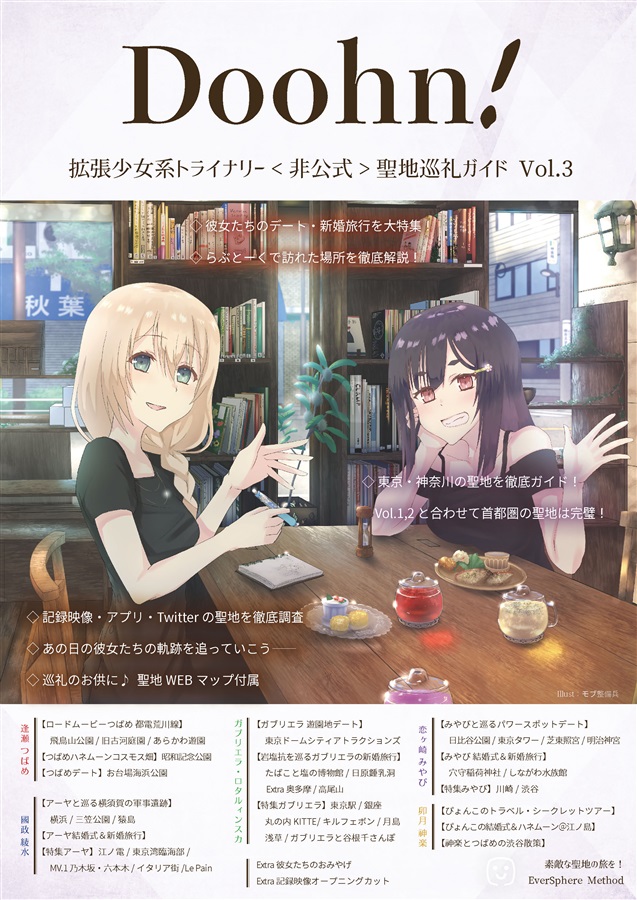 Doohn!
拡張少女系トライナリー < 非公式 > 聖地巡礼ガイド Vol.3
◇ 彼女たちのデート・新婚旅行を大特集！
◇ らぶとーくで訪れた場所を徹底解説！
秋葉
◇ 東京・神奈川の聖地を徹底ガイド！
Vol.1,2 と合わせて首都圏の聖地は完璧！
◇ 記録映像・アプリ・Twitter の聖地を徹底調査
◇ あの日の彼女たちの軌跡を追っていこう──
◇ 巡礼のお供に♪ 聖地 WEB マップ付属
Illust：モブ整備兵
逢瀬 つばめ
【ロードムービーつばめ 都電荒川線】
飛鳥山公園 / 旧古河庭園 / あらかわ遊園
【つばめハネムーンコスモス畑】昭和記念公園
【つばめデート】お台場海浜公園
國政 綾水
【アーヤと巡る横須賀の軍事遺跡】
横浜 / 三笠公園 / 猿島
【アーヤ結婚式＆新婚旅行】
【特集アーヤ】江ノ電 / 東京湾臨海部 /
MV.1 乃木坂・六本木 / イタリア街 /Le Pain
ガブリエラ・ロタルィンスカ
【ガブリエラ 遊園地デート】
東京ドームシティアトラクションズ
【岩塩抗を巡るガブリエラの新婚旅行】
たばこと塩の博物館 / 日原鍾乳洞
Extra 奥多摩 / 高尾山
【特集ガブリエラ】東京駅 / 銀座
丸の内 KITTE/ キルフェボン / 月島
浅草 / ガブリエラと谷根千さんぽ
Extra 彼女たちのおみやげ
Extra 記録映像オープニングカット
恋ヶ崎 みやび
【みやびと巡るパワースポットデート】
日比谷公園 / 東京タワー / 芝東照宮 / 明治神宮
【みやび 結婚式＆新婚旅行】
穴守稲荷神社 / しながわ水族館
【特集みやび】川崎 / 渋谷
卯月 神楽
【ぴょんこのトラベル・シークレットツアー】
【ぴょんこの結婚式＆ハネムーン@江ノ島】
【神楽とつばめの渋谷散策】
素敵な聖地の旅を！
EverSphere Method